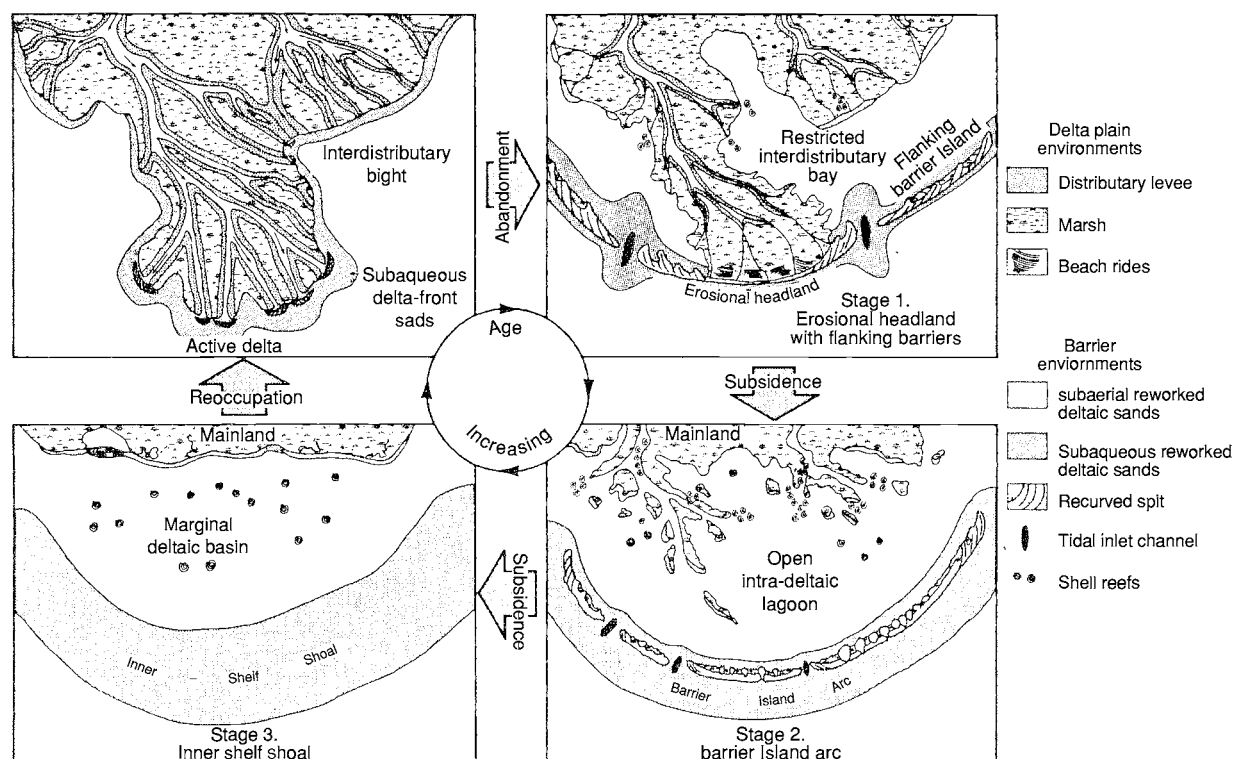 Interdistributary
bight
Subaqueous
delta-front
sads
Active delta
Abandonment
Restricted
interdistributary
bay
Flanking
barrier Island
Erosional headland
Stage 1.
Erosional headland
with flanking barriers
Delta plain
environments
Distributary levee
Marsh
Beach rides
Barrier
enviornments
subaerial reworked
deltaic sands
Subaqueous reworked
deltaic sands
Recurved spit
Tidal inlet channel
Shell reefs
Age
Increasing
Reoccupation
Subsidence
Mainland
Marginal
deltaic basin
Inner Shelf Shoal
Stage 3.
Inner shelf shoal
Subsidence
Mainland
Open
intra-deltaic
lagoon
Barrier island Arc
Stage 2.
barrier Island arc